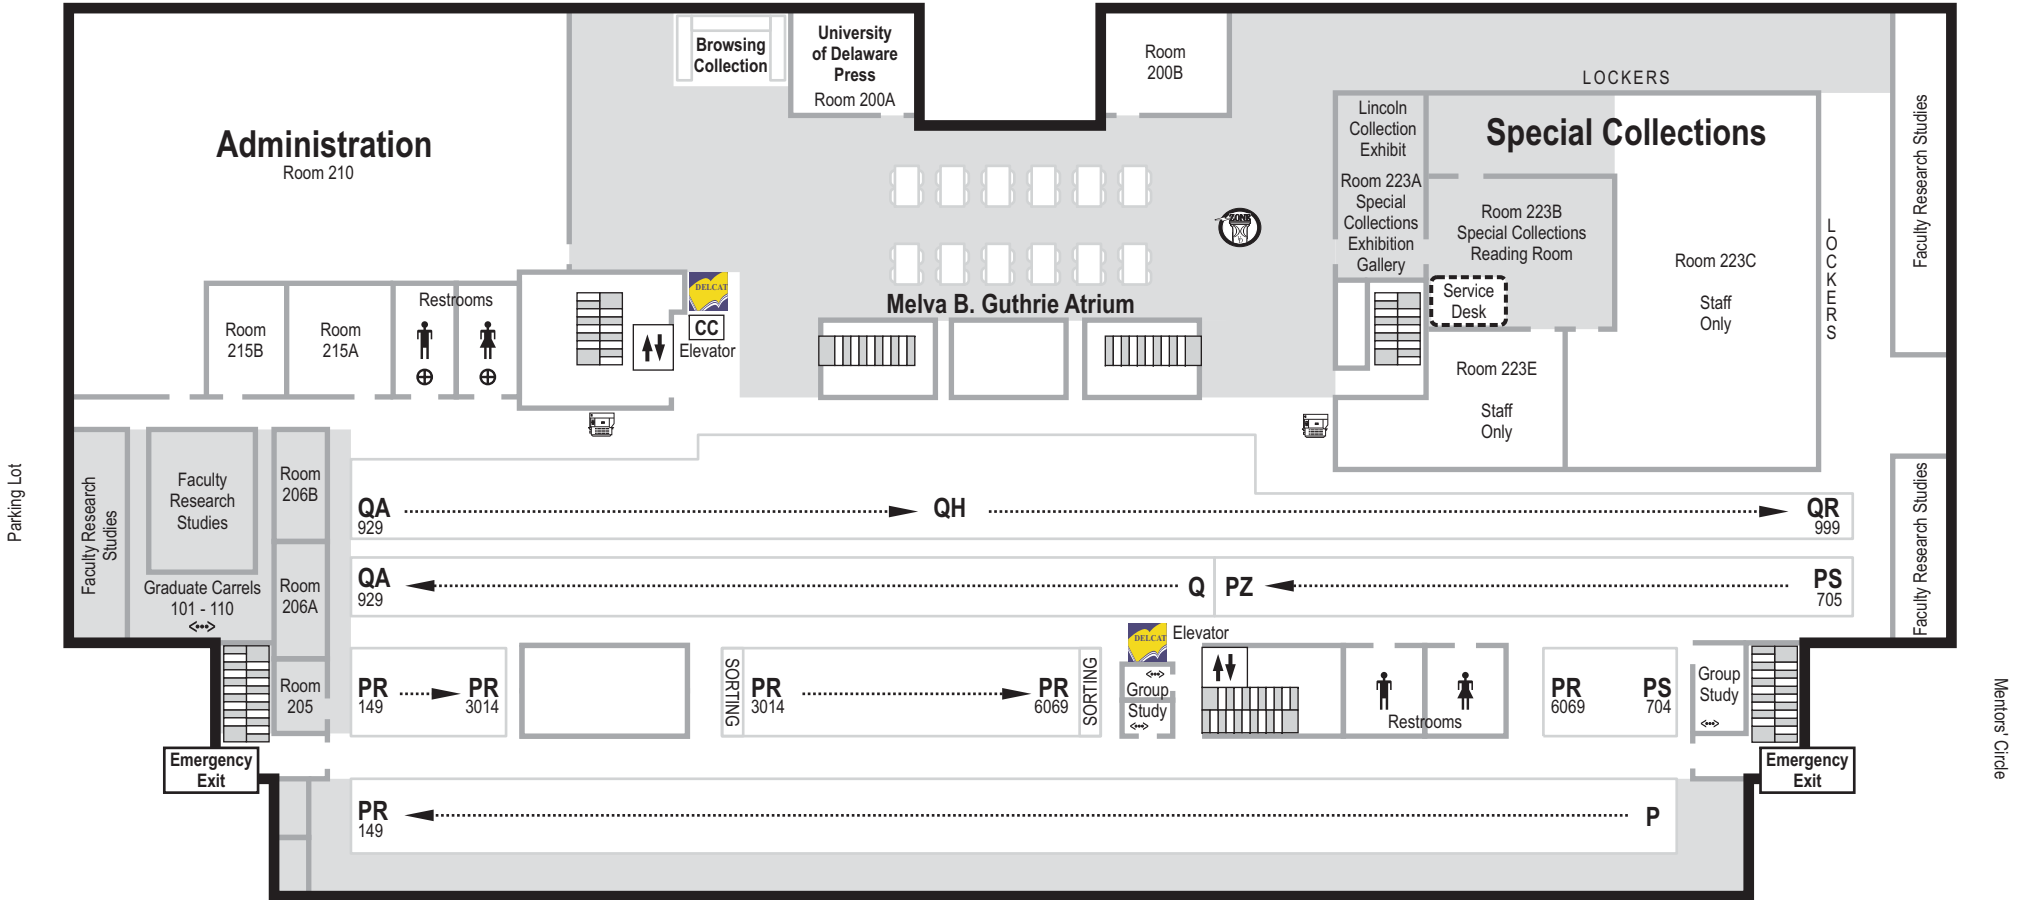 Browsing
Collection
University
of Delaware
Press
Room 200A
Room
200B
LOCKERS
Administration
Room 210
Lincoln
Collection
Exhibit
Room 223A
Special
Collections
Exhibition
Gallery
Special Collections
Room 223B
Special Collections
Reading Room
Service
Desk
Room 223C
Staff
Only
LOCKERS
Faculty Research Studies
ZONE
Melva B. Guthrie Atrium
Room
215B
Room
215A
Restrooms
DELCAT
CC
Elevator
Room 223E
Staff
Only
Parking Lot
Faculty Research
Studies
Faculty
Research
Studies
Graduate Carrels
101 - 110
Room
206B
Room
206A
Room
205
QA
929
QH
QR
999
QA
929
Q
PZ
PS
705
Faculty Research Studies
PR
149
PR
3014
SORTING
PR
3014
PR
6069
SORTING
DELCAT
Elevator
Group
Study
Restrooms
PR
6069
PS
704
Group
Study
Mentors' Circle
Emergency
Exit
Emergency
Exit
PR
149
P